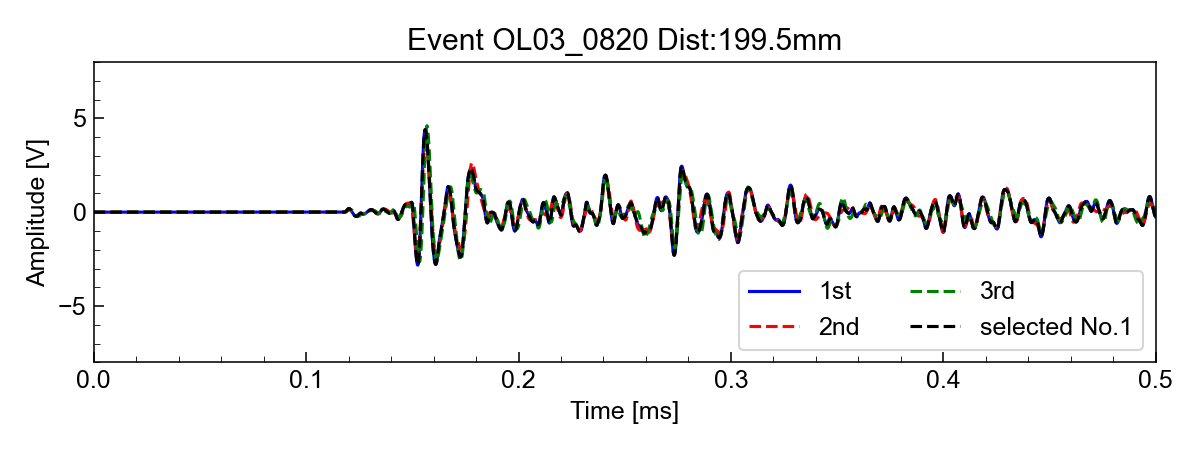 Event OL03_0820 Dist:199.5mm
Amplitude [V]
5
0
−5
0.0 0.1 0.2 0.3 0.4 0.5
Time [ms]
1st 3rd
2nd selected No.1